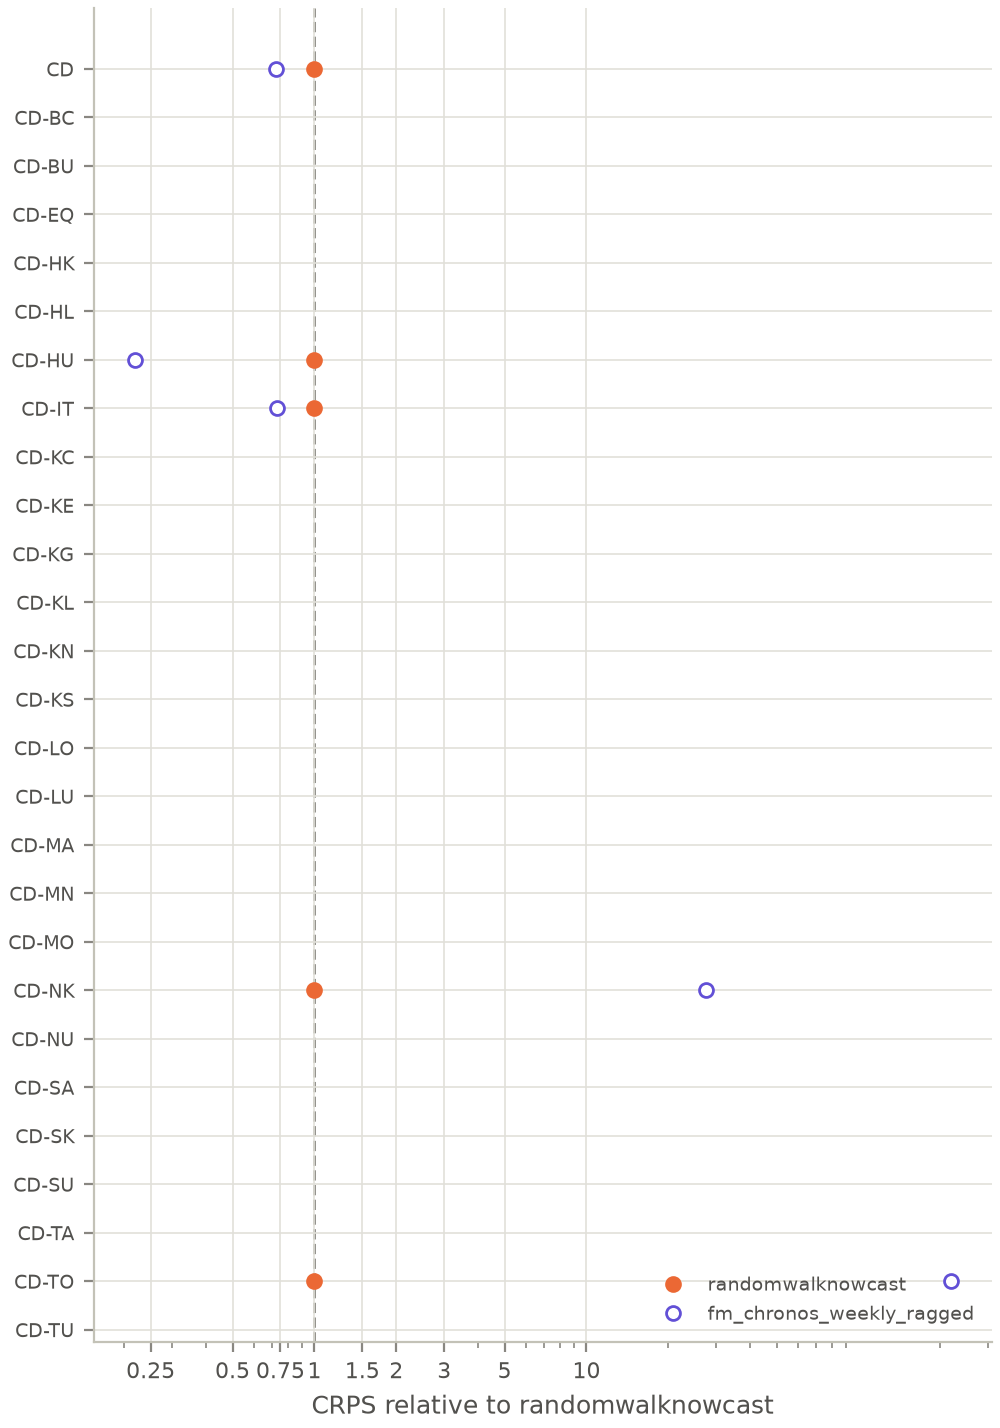 CD
CD-BC
CD-BU
CD-EQ
CD-HK
CD-HL
CD-HU
CD-IT
CD-KC
CD-KE
CD-KG
CD-KL
CD-KN
CD-KS
CD-LO
CD-LU
CD-MA
CD-MN
CD-MO
CD-NK
CD-NU
CD-SA
CD-SK
CD-SU
CD-TA
CD-TO
CD-TU
randomwalknowcast
fm_chronos_weekly_ragged
0.25 0.5 0.75 1 1.5 2 3 5 10
CRPS relative to randomwalknowcast